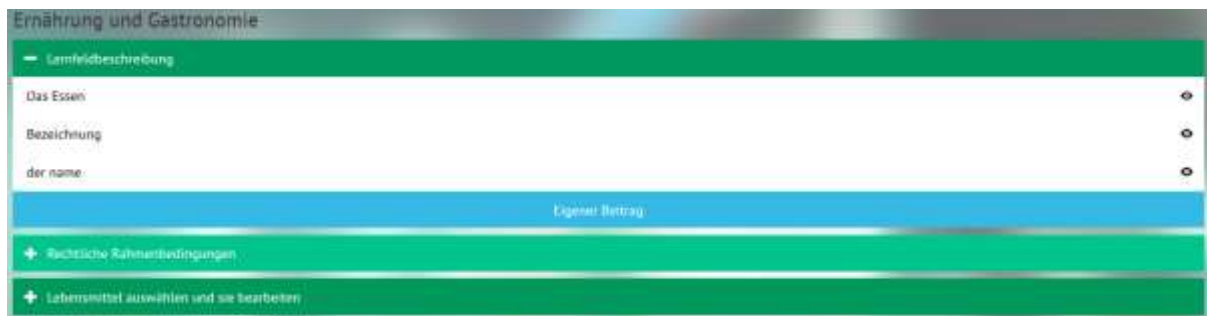 Ernährung und Gastronomie
Lernfeldbeschreibung
Das Essen
Bezeichnung
der name
Eigener Beitrag
Rechtliche Rahmenbedingungen
Lebensmittel auswählen und sie bearbeiten